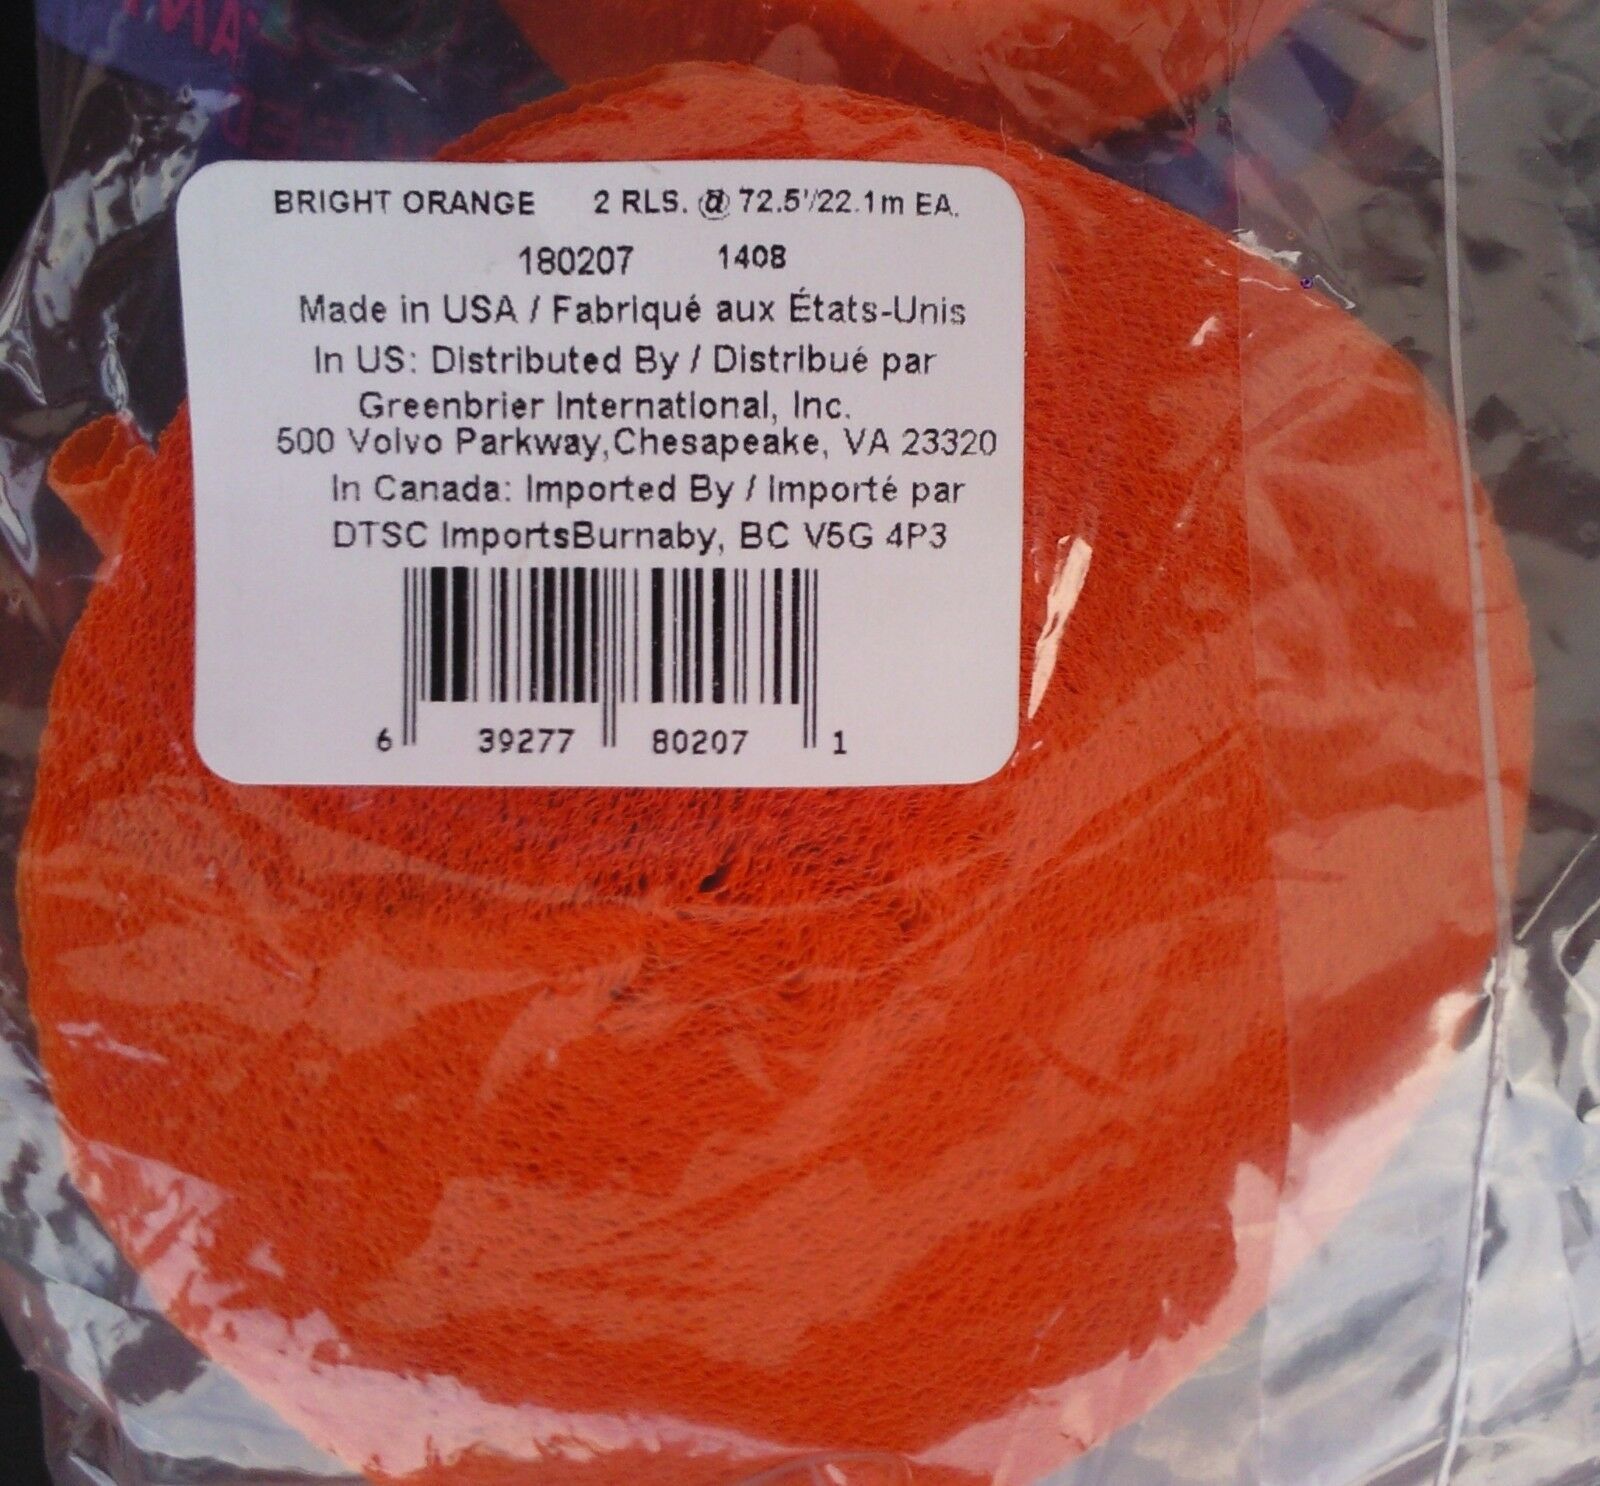 BRIGHT ORANGE 2 RLS. @ 72.5'/22.1m EA.
180207 1408
Made in USA / Fabriqué aux États-Unis
In US: Distributed By / Distribué par
Greenbrier International, Inc.
500 Volvo Parkway,Chesapeake, VA 23320
In Canada: Imported By / Importé par
DTSC ImportsBurnaby, BC V5G 4P3
6 39277 80207 1